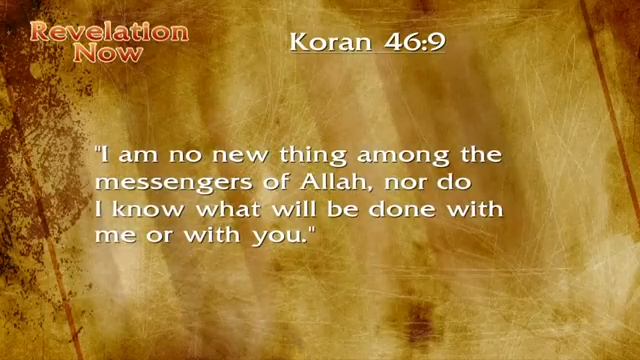 Revelation
Now
Koran 46:9
"I am no new thing among the
messengers of Allah, nor do
I know what will be done with
me or with you."